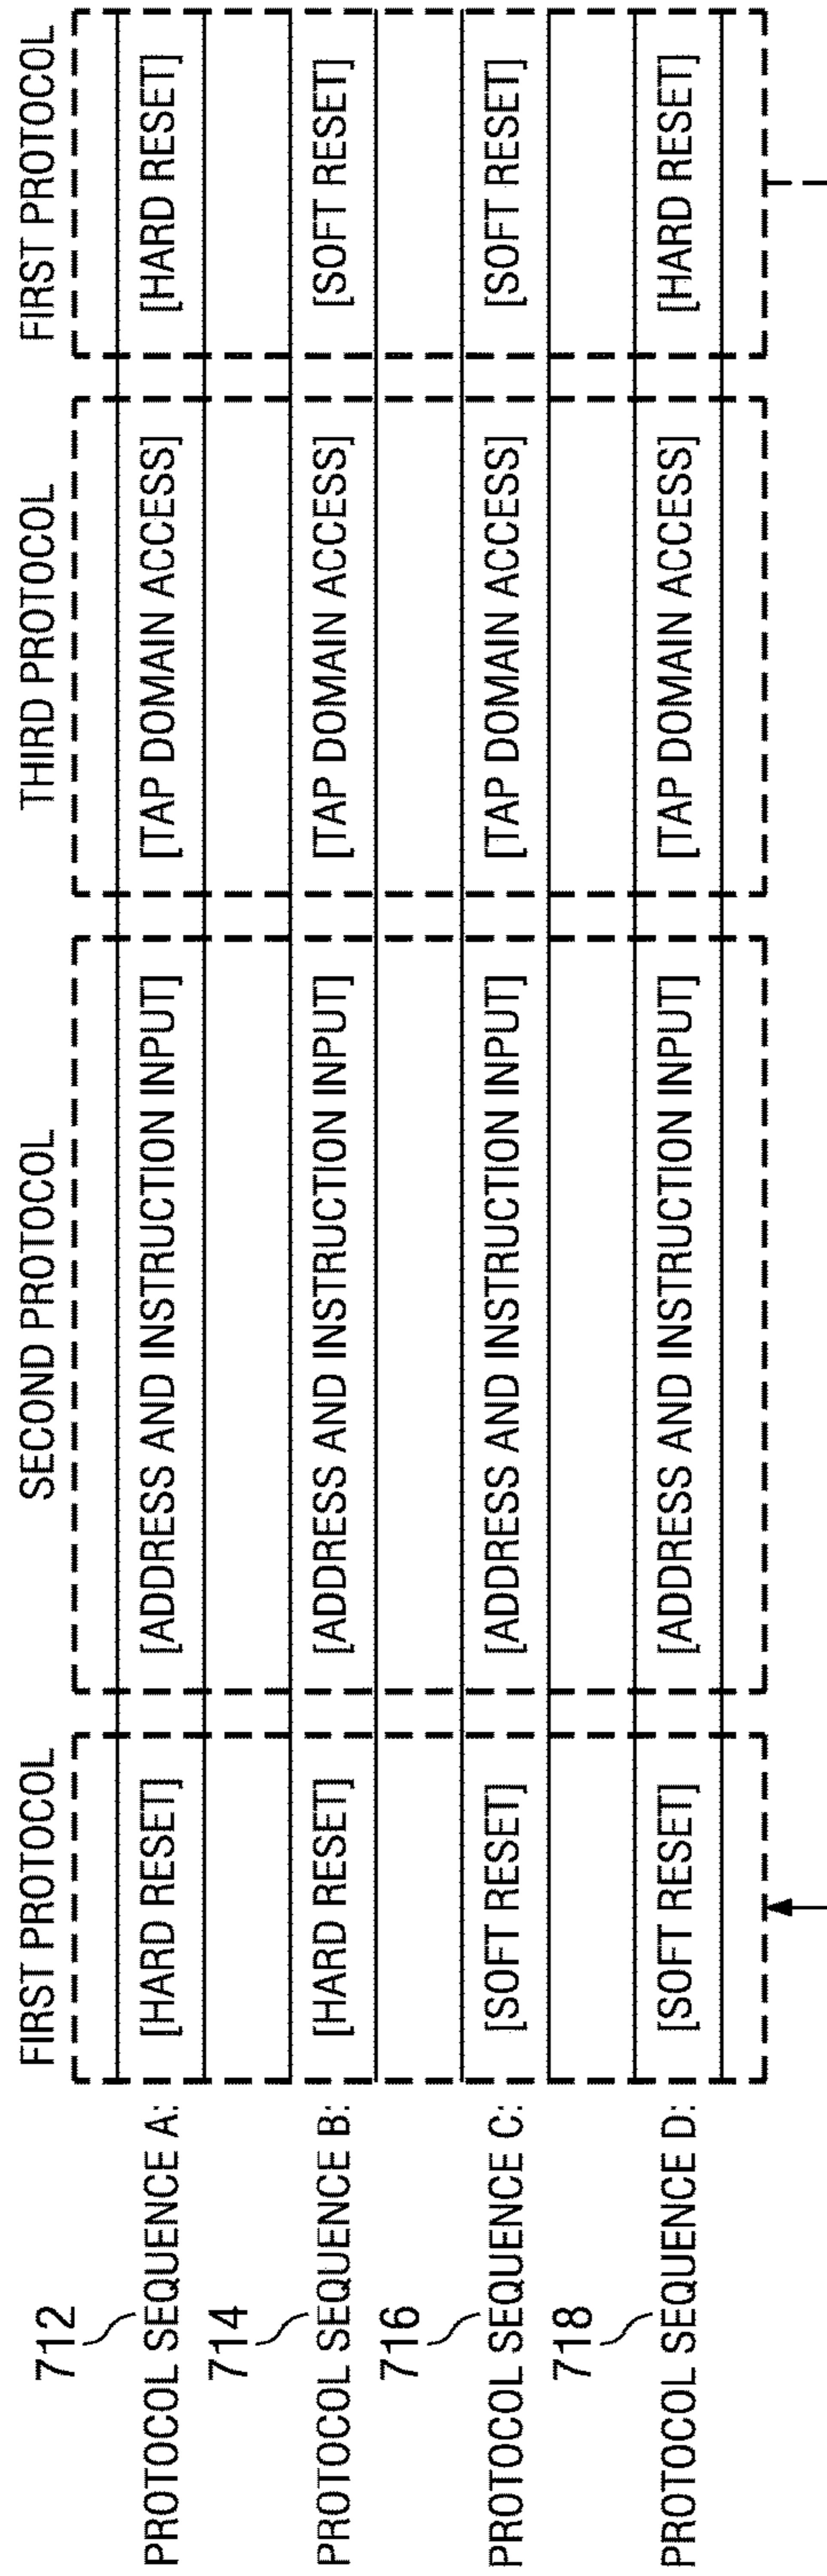 FIRST PROTOCOL SECOND PROTOCOL THIRD PROTOCOL FIRST PROTOCOL
712
PROTOCOL SEQUENCE A: [HARD RESET] [ADDRESS AND INSTRUCTION INPUT] [TAP DOMAIN ACCESS] [HARD RESET]
714
PROTOCOL SEQUENCE B: [HARD RESET] [ADDRESS AND INSTRUCTION INPUT] [TAP DOMAIN ACCESS] [SOFT RESET]
716
PROTOCOL SEQUENCE C: [SOFT RESET] [ADDRESS AND INSTRUCTION INPUT] [TAP DOMAIN ACCESS] [SOFT RESET]
718
PROTOCOL SEQUENCE D: [SOFT RESET] [ADDRESS AND INSTRUCTION INPUT] [TAP DOMAIN ACCESS] [HARD RESET]